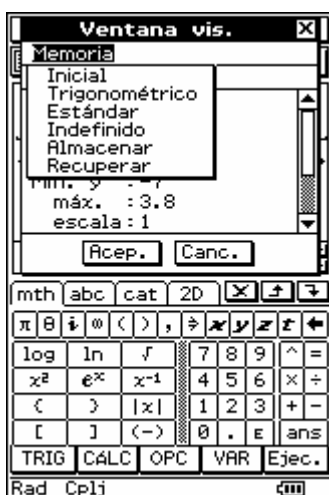 Ventana vis.
Memoria
Inicial
Trigonométrico
Estándar
Indefinido
Almacenar
Recuperar
mín. y :-7
máx. :3.8
escala:1
Acep. Canc.
mth abc cat 2D
π θ i ∞ ( ) , ⇒ x y z t ←
log ln √ 7 8 9 ^ =
x² eˣ x⁻¹ 4 5 6 × ÷
( ) |x| 1 2 3 + -
[ ] (-) 0 . E ans
TRIG CALC OPC VAR Ejec.
Rad Cplj